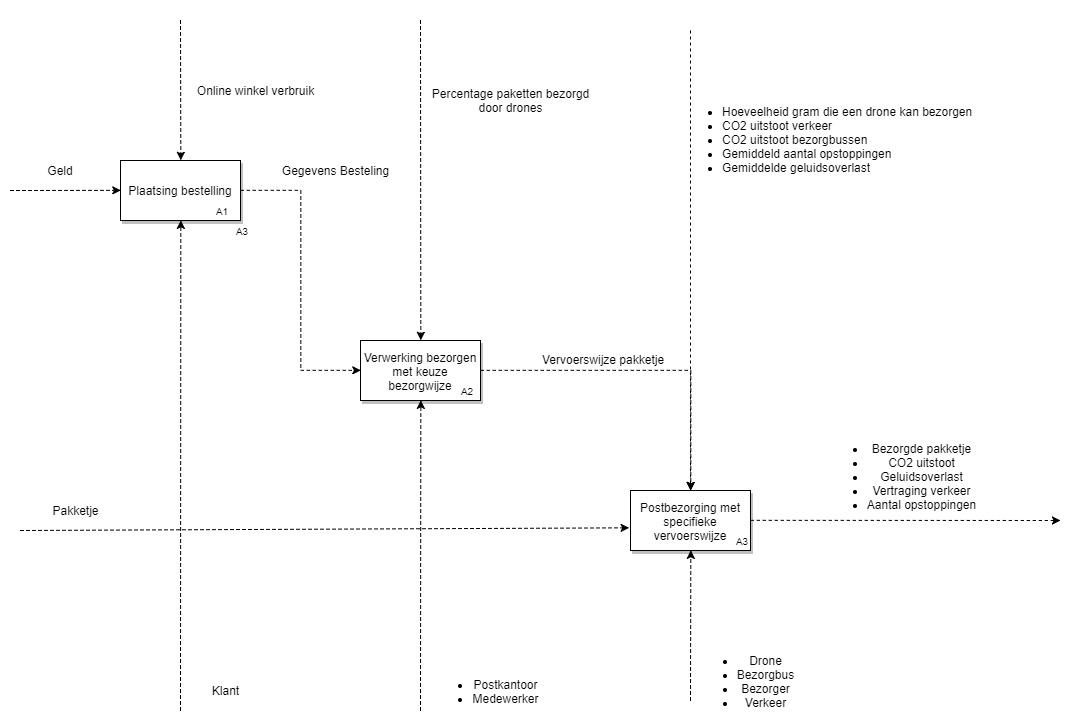 Online winkel verbruik
Percentage paketten bezorgd
door drones
• Hoeveelheid gram die een drone kan bezorgen
• CO2 uitstoot verkeer
• CO2 uitstoot bezorgbussen
• Gemiddeld aantal opstoppingen
• Gemiddelde geluidsoverlast
Geld
Plaatsing bestelling
A1
A3
Gegevens Besteling
Verwerking bezorgen
met keuze
bezorgwijze
A2
Vervoerswijze pakketje
• Bezorgde pakketje
• CO2 uitstoot
• Geluidsoverlast
• Vertraging verkeer
• Aantal opstoppingen
Pakketje
Postbezorging met
specifieke
vervoerswijze
A3
Klant
• Postkantoor
• Medewerker
• Drone
• Bezorgbus
• Bezorger
• Verkeer